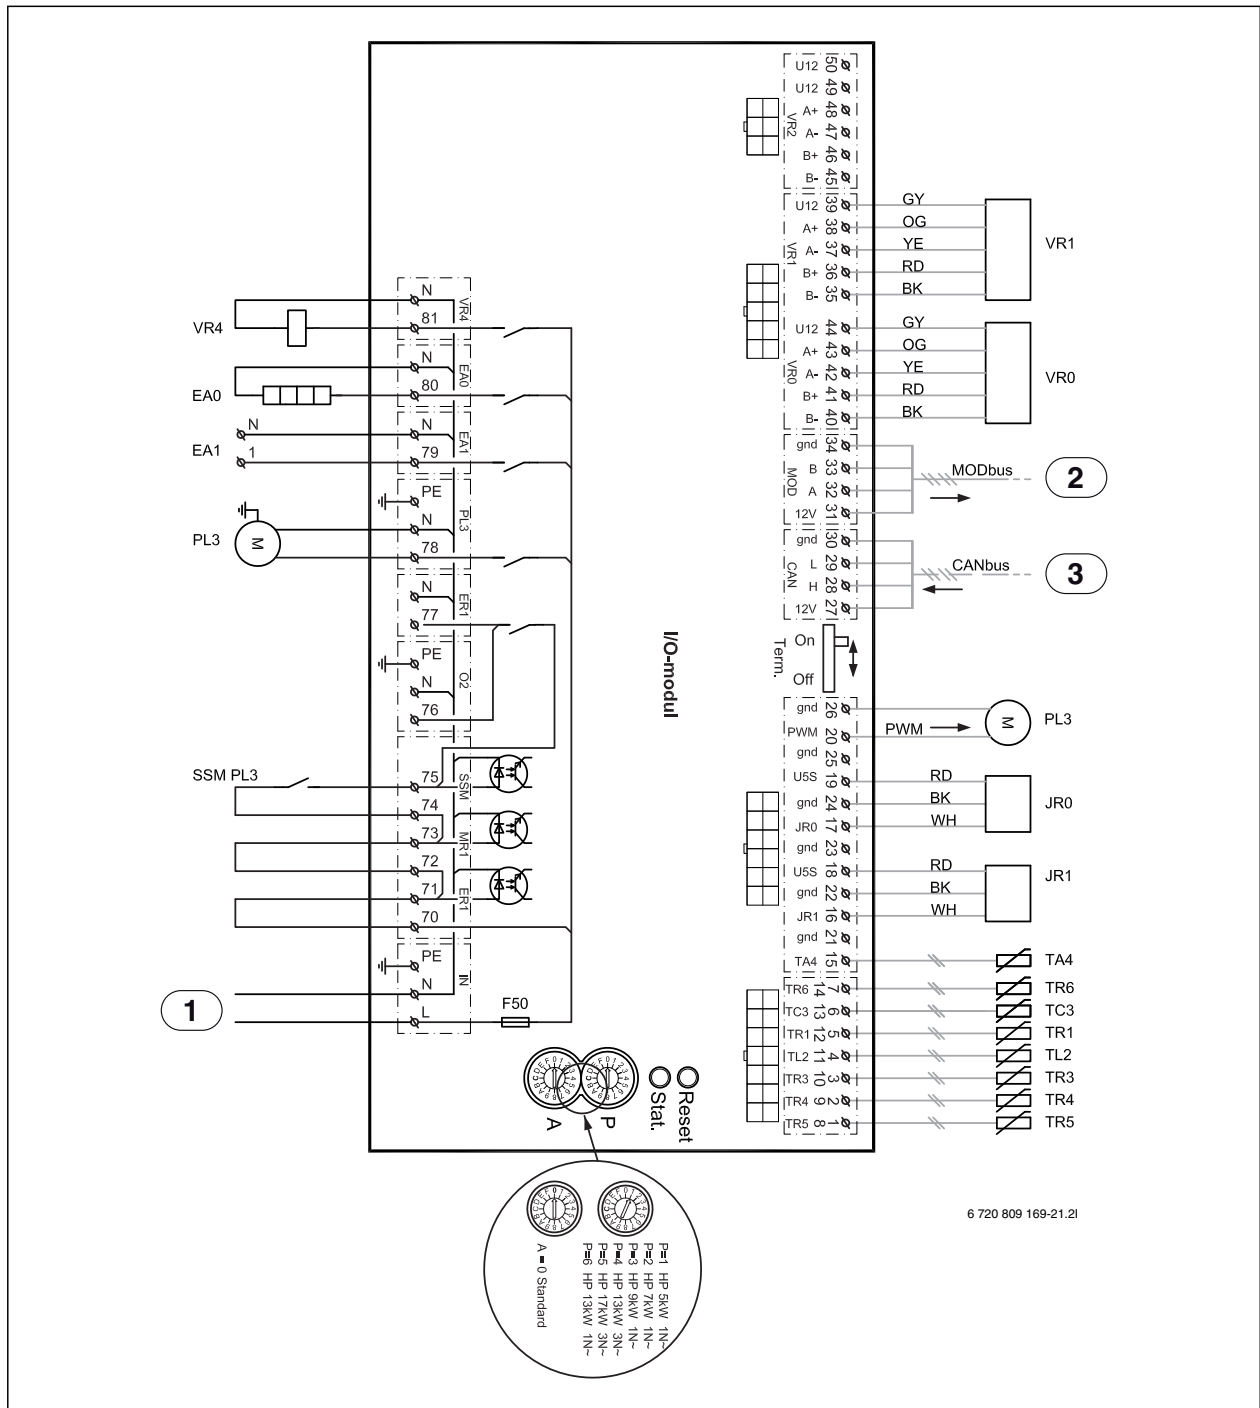 VR4
EA0
EA1
N
1
PL3
M
SSM PL3
1
N
81
VR4
N
80
EA0
N
79
EA1
PE
N
78
PL3
N
77
ER1
PE
N
76
O2
75
74
73
72
71
70
SSM
MR1
ER1
PE
N
L
IN
F50
I/O-modul
U12 50
U12 49
A+ 48
A- 47
B+ 46
B- 45
VR2
U12 39 GY
A+ 38 OG
A- 37 YE
B+ 36 RD
B- 35 BK
VR1
VR1
U12 44 GY
A+ 43 OG
A- 42 YE
B+ 41 RD
B- 40 BK
VR0
VR0
gnd 34
B 33
A 32
12V 31
MOD
MODbus
2
gnd 30
L 29
H 28
12V 27
CAN
CANbus
3
On
Off
Term.
gnd 26
PWM 20 PWM
M
PL3
gnd 25
U5S 19 RD
gnd 24 BK
JR0 17 WH
JR0
gnd 23
U5S 18 RD
gnd 22 BK
JR1 16 WH
JR1
gnd 21
TA4 15 TA4
TR6 14 7 TR6
TC3 13 6 TC3
TR1 12 5 TR1
TL2 11 4 TL2
TR3 10 3 TR3
TR4 9 2 TR4
TR5 8 1 TR5
A
P
Stat.
Reset
P=1 HP 5kW 1N~
P=2 HP 7kW 1N~
P=3 HP 9kW 1N~
P=4 HP 13kW 3N~
P=5 HP 17kW 3N~
P=6 HP 13kW 1N~
A = 0 Standard
6 720 809 169-21.2I